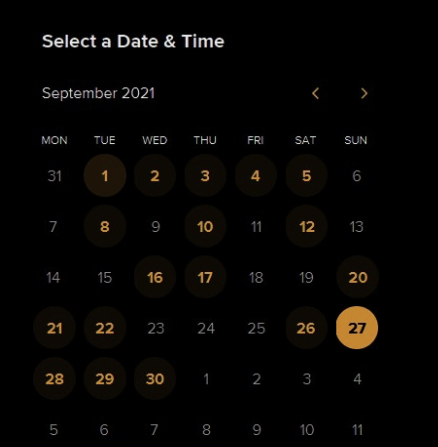 Select a Date & Time
September 2021
MON TUE WED THU FRI SAT SUN
31 1 2 3 4 5 6
7 8 9 10 11 12 13
14 15 16 17 18 19 20
21 22 23 24 25 26 27
28 29 30 1 2 3 4
5 6 7 8 9 10 11